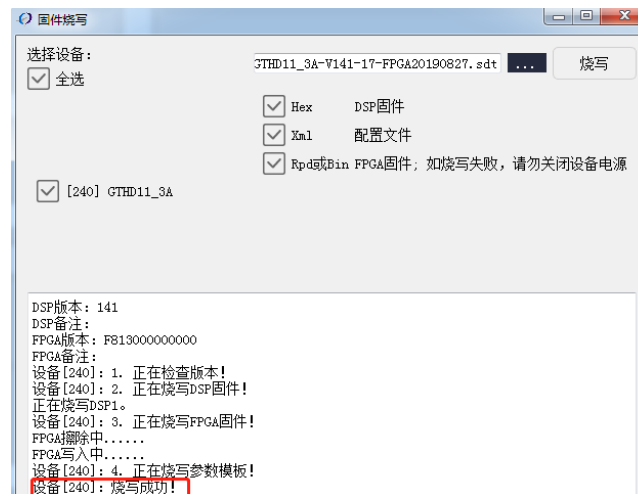 固件烧写
选择设备：
全选
GTHD11_3A-V141-17-FPGA20190827.sdt ... 烧写
Hex DSP固件
Xml 配置文件
Rpd或Bin FPGA固件；如烧写失败，请勿关闭设备电源
[240] GTHD11_3A
DSP版本：141
DSP备注：
FPGA版本：F813000000000
FPGA备注：
设备[240]：1. 正在检查版本！
设备[240]：2. 正在烧写DSP固件！
正在烧写DSP1。
设备[240]：3. 正在烧写FPGA固件！
FPGA擦除中......
FPGA写入中......
设备[240]：4. 正在烧写参数模板！
设备[240]：烧写成功！